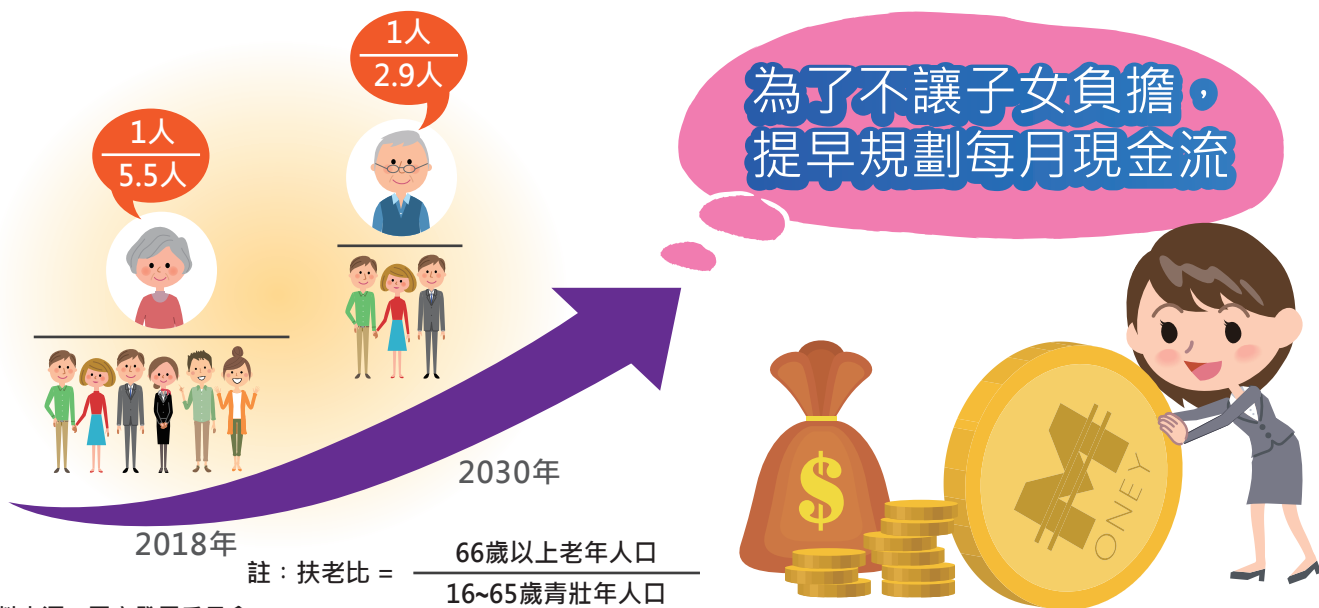 1人
2.9人
1人
5.5人
為了不讓子女負擔，
提早規劃每月現金流
$
ONEY
2030年
2018年
註：扶老比 =
66歲以上老年人口
16~65歲青壯年人口